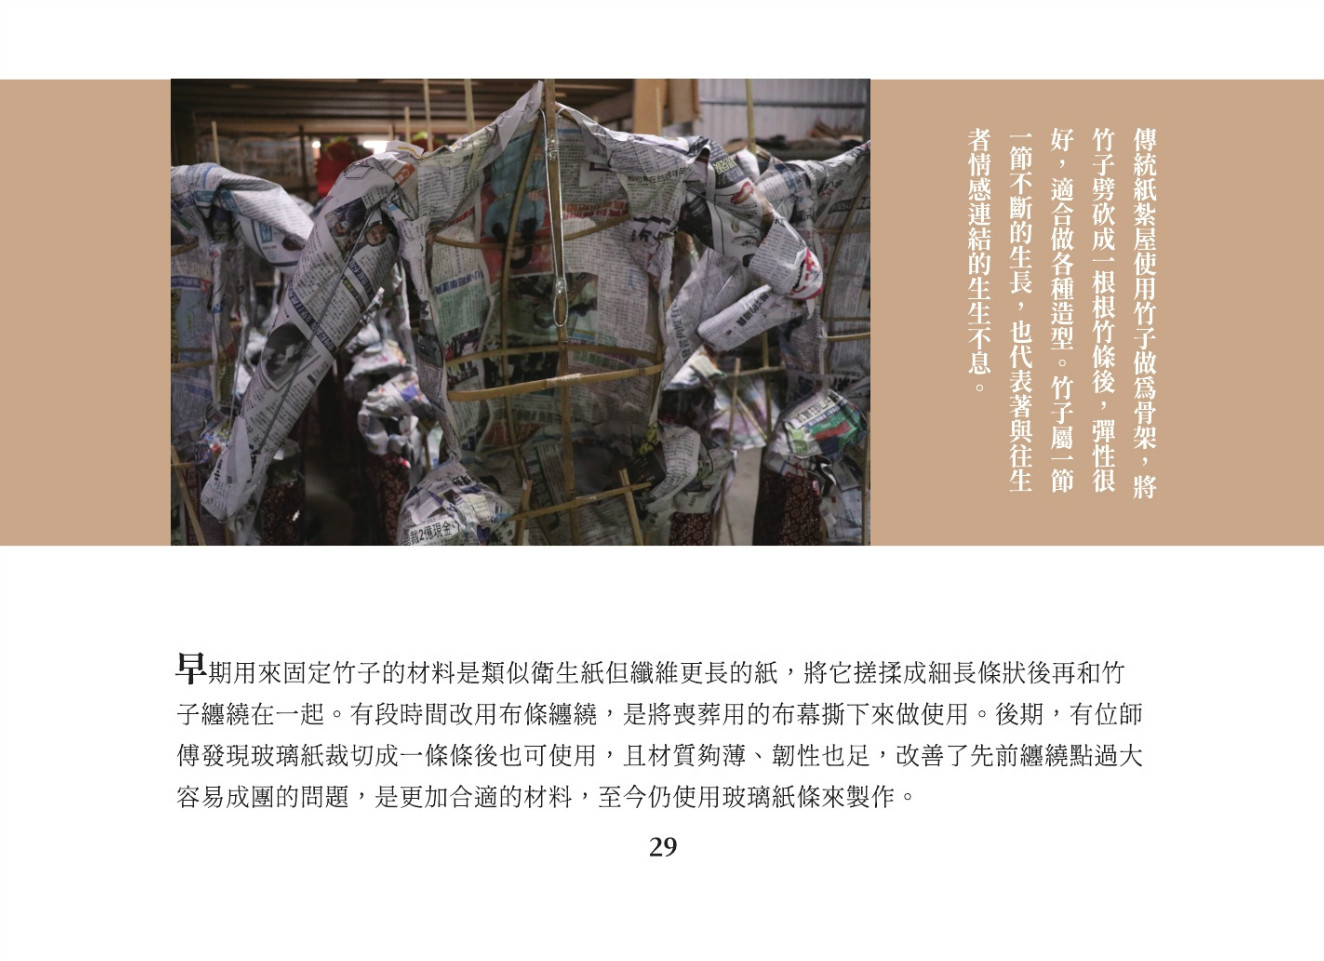 傳統紙紮屋使用竹子做爲骨架，將
竹子劈砍成一根根竹條後，彈性很
好，適合做各種造型。竹子屬一節
一節不斷的生長，也代表著與往生
者情感連結的生生不息。
裁2億現金
早期用來固定竹子的材料是類似衛生紙但纖維更長的紙，將它搓揉成細長條狀後再和竹
子纏繞在一起。有段時間改用布條纏繞，是將喪葬用的布幕撕下來做使用。後期，有位師
傅發現玻璃紙裁切成一條條後也可使用，且材質夠薄、韌性也足，改善了先前纏繞點過大
容易成團的問題，是更加合適的材料，至今仍使用玻璃紙條來製作。
29